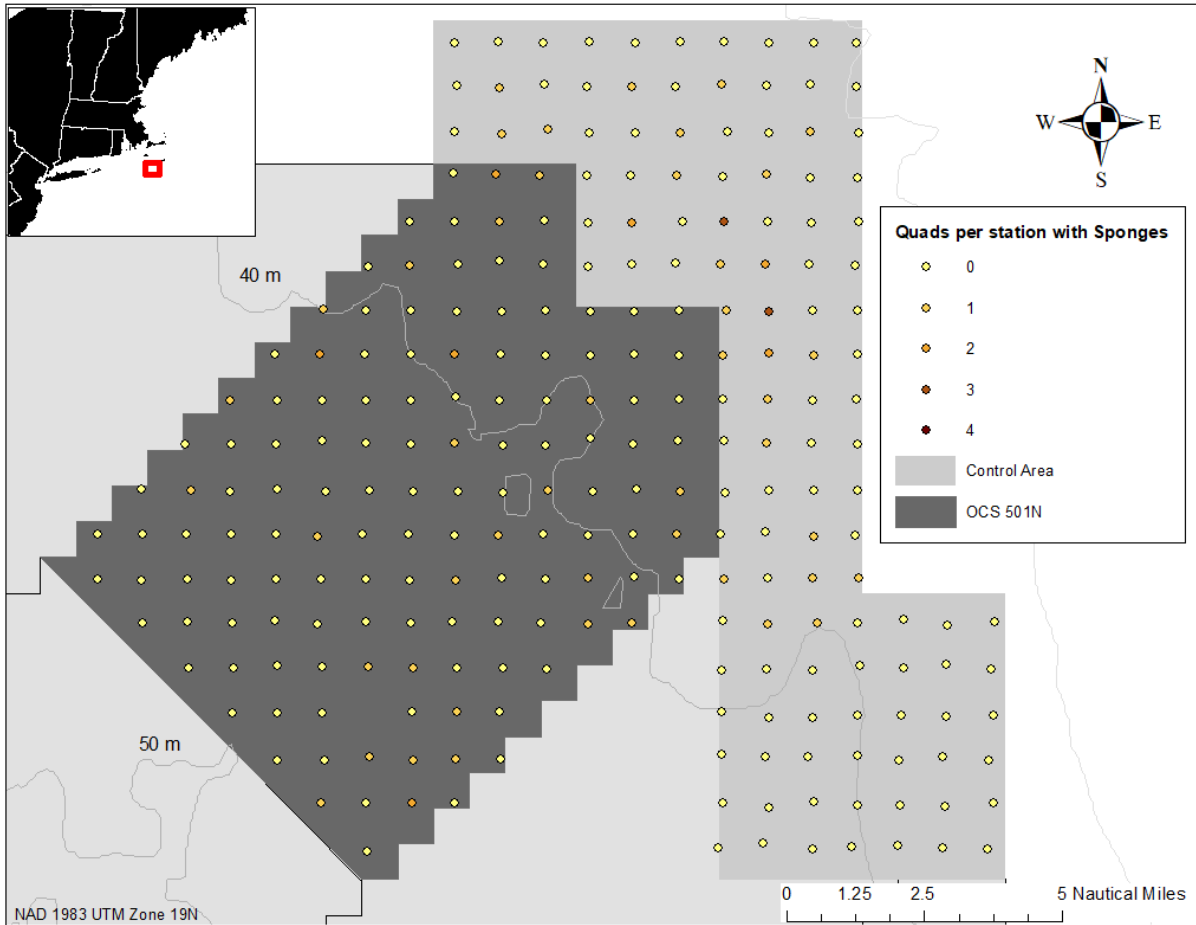 N
W E
S
Quads per station with Sponges
0
1
2
3
4
Control Area
OCS 501N
40 m
50 m
NAD 1983 UTM Zone 19N
0 1.25 2.5 5 Nautical Miles